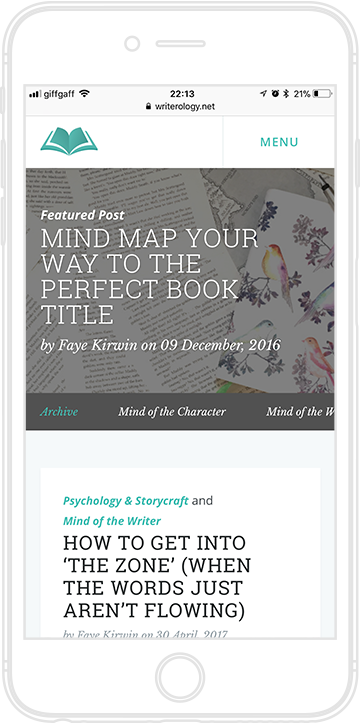 giffgaff 22:13 21%
writerology.net
MENU
Featured Post
MIND MAP YOUR
WAY TO THE
PERFECT BOOK
TITLE
by Faye Kirwin on 09 December, 2016
Archive Mind of the Character Mind of the W
Psychology & Storycraft and
Mind of the Writer
HOW TO GET INTO
‘THE ZONE’ (WHEN
THE WORDS JUST
AREN’T FLOWING)
by Faye Kirwin on 30 April, 2017